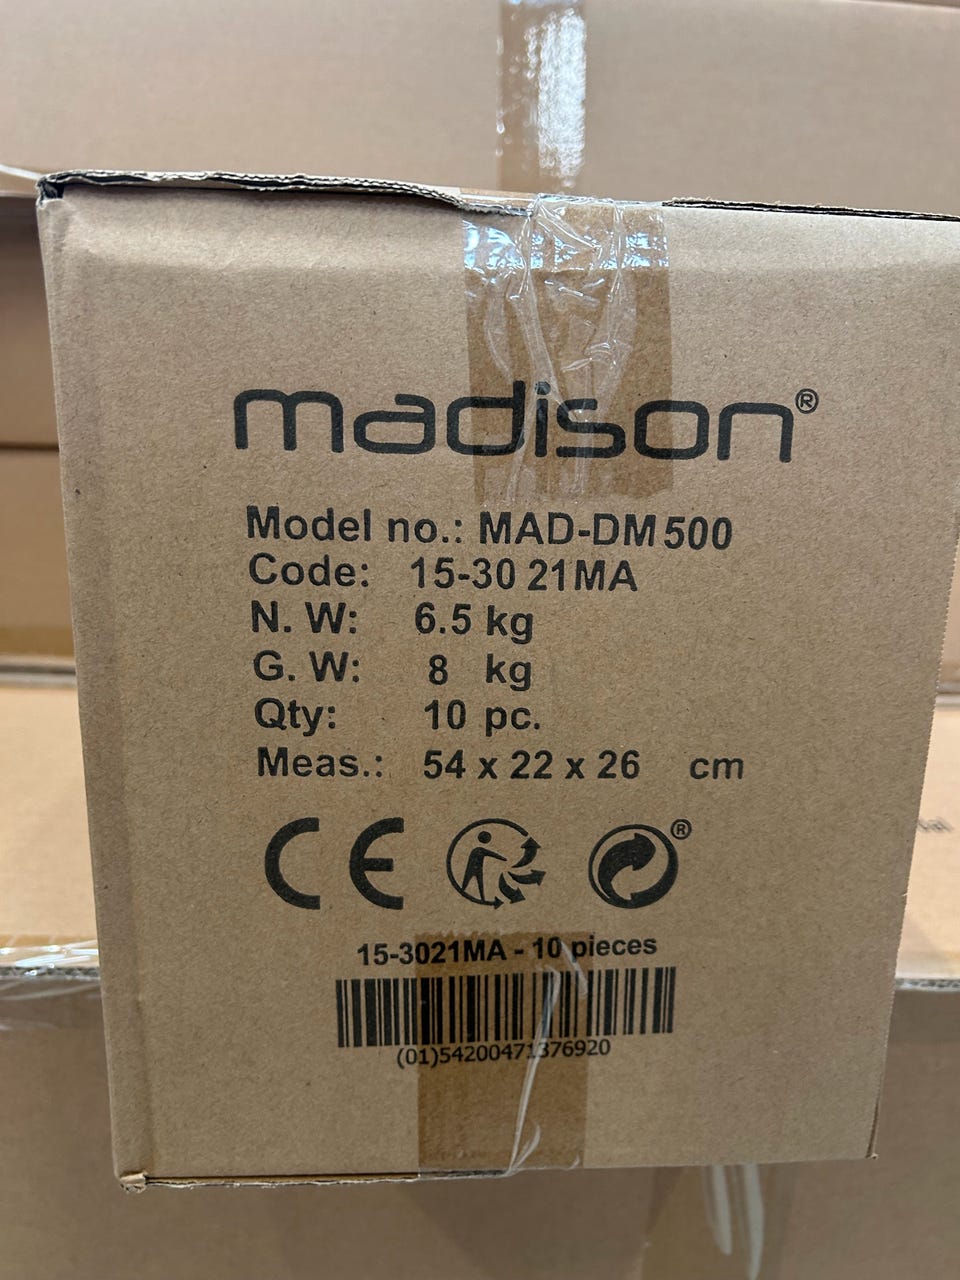 madison®
Model no.: MAD-DM500
Code: 15-30 21MA
N. W: 6.5 kg
G. W: 8 kg
Qty: 10 pc.
Meas.: 54 x 22 x 26 cm
CE
®
15-3021MA - 10 pieces
(01)54200471376920